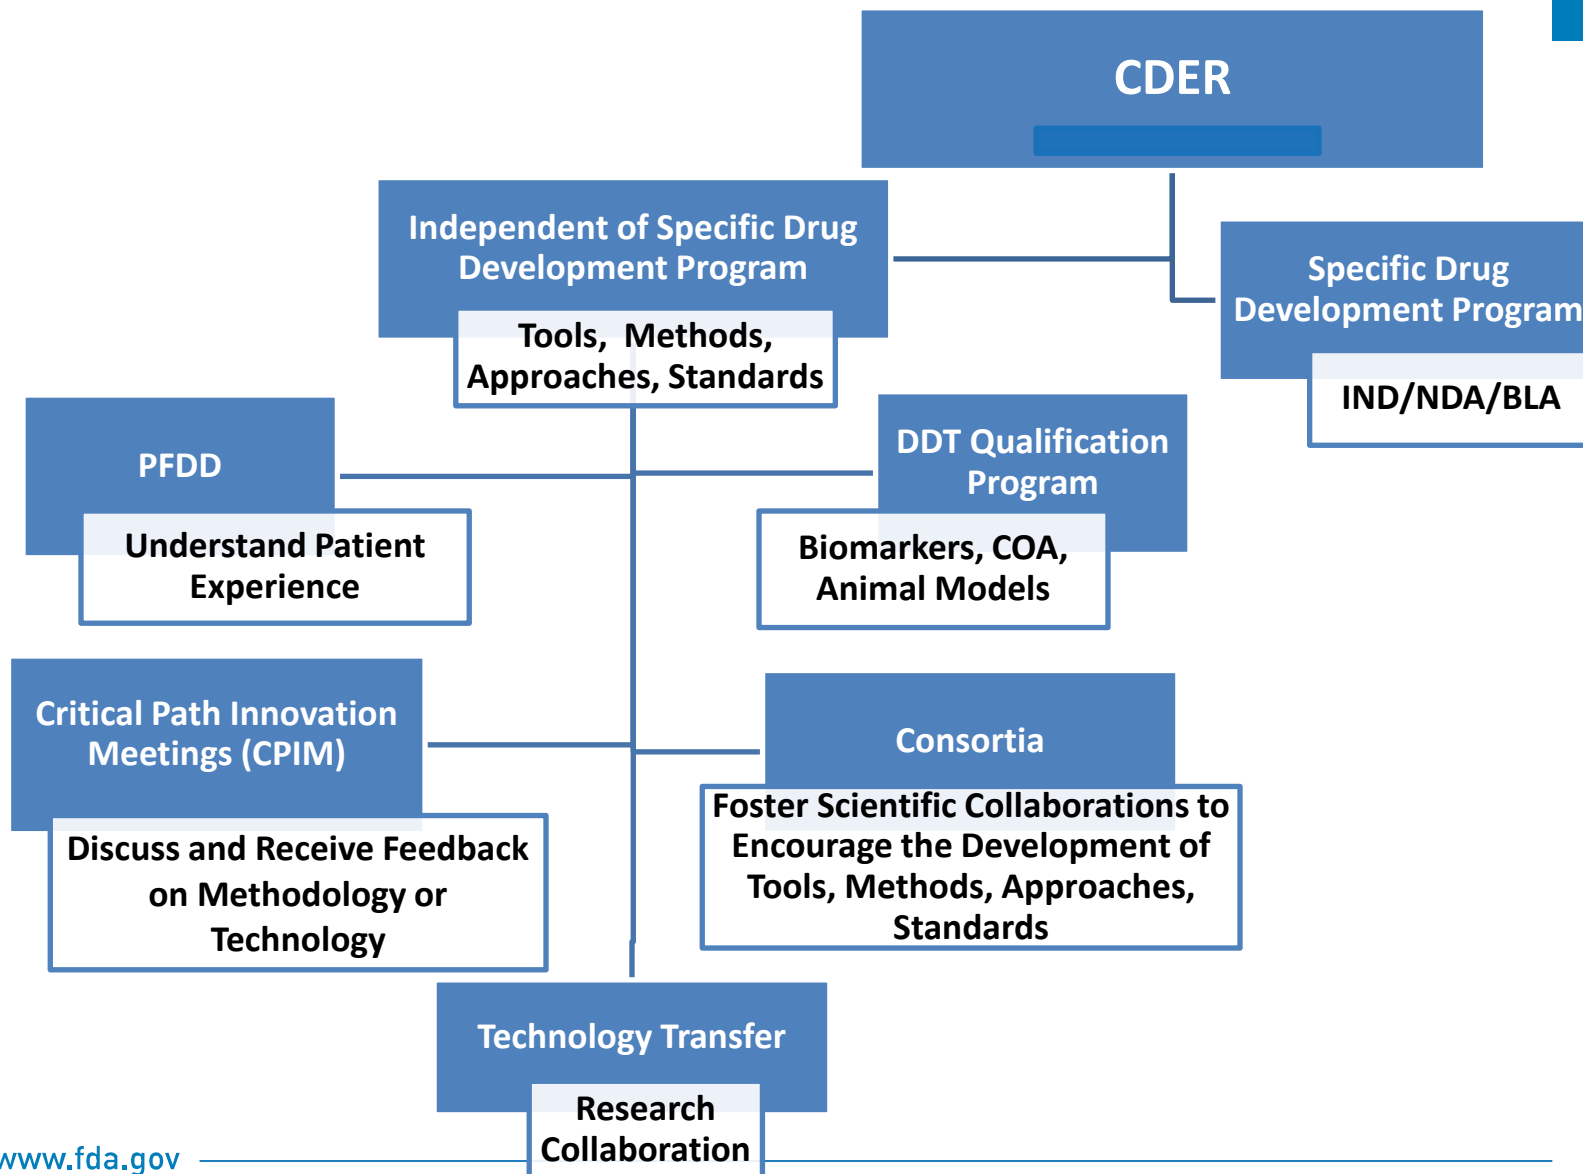 CDER
Independent of Specific Drug
Development Program
Tools, Methods,
Approaches, Standards
Specific Drug
Development Program
IND/NDA/BLA
PFDD
Understand Patient
Experience
DDT Qualification
Program
Biomarkers, COA,
Animal Models
Critical Path Innovation
Meetings (CPIM)
Discuss and Receive Feedback
on Methodology or
Technology
Consortia
Foster Scientific Collaborations to
Encourage the Development of
Tools, Methods, Approaches,
Standards
Technology Transfer
Research
Collaboration
www.fda.gov